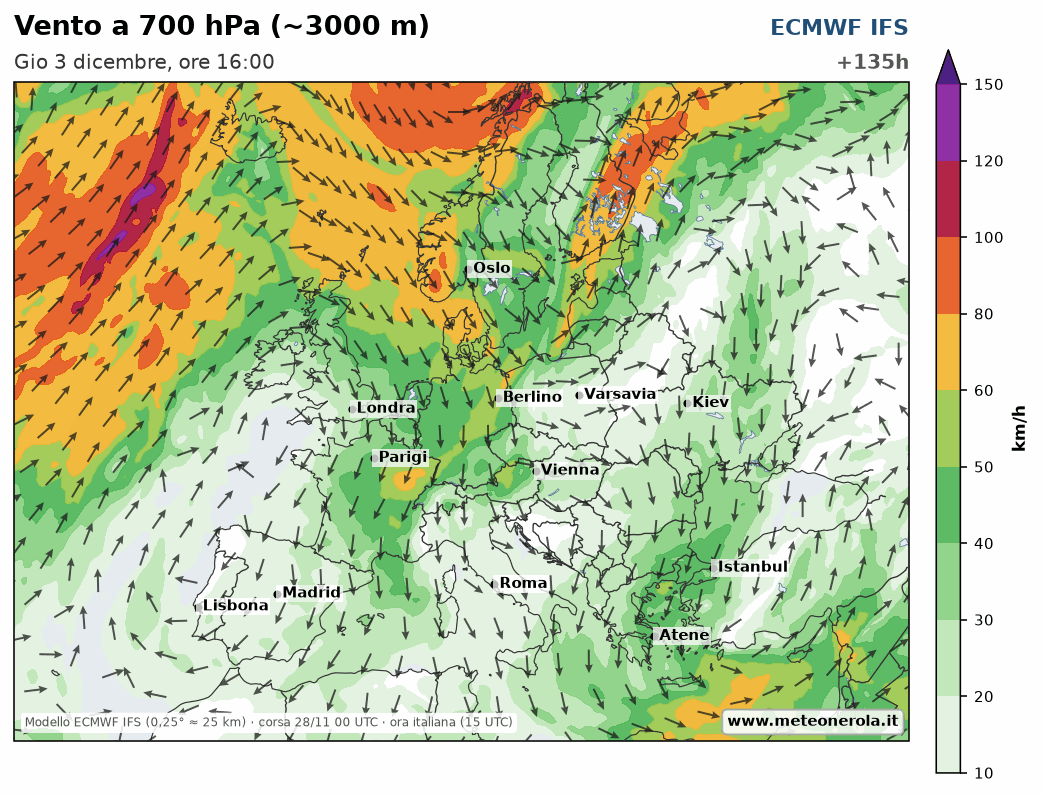 Vento a 700 hPa (~3000 m)
ECMWF IFS
Gio 3 dicembre, ore 16:00
+135h
150
120
100
80
60
50
40
30
20
10
km/h
Oslo
Berlino
Varsavia
Kiev
Londra
Parigi
Vienna
Istanbul
Roma
Madrid
Lisbona
Atene
Modello ECMWF IFS (0,25° ≈ 25 km) · corsa 28/11 00 UTC · ora italiana (15 UTC)
www.meteonerola.it